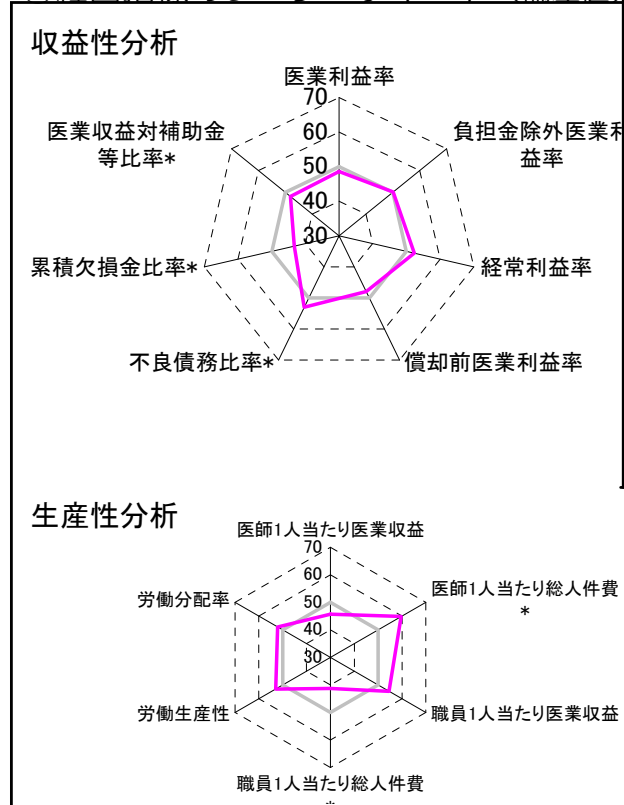 収益性分析
医業利益率
70
医業収益対補助金
等比率*
60
負担金除外医業利
益率
50
40
累積欠損金比率*
30
経常利益率
不良債務比率*
償却前医業利益率
生産性分析
医師1人当たり医業収益
70
60
労働分配率
医師1人当たり総人件費
*
50
40
30
労働生産性
職員1人当たり医業収益
職員1人当たり総人件費
*